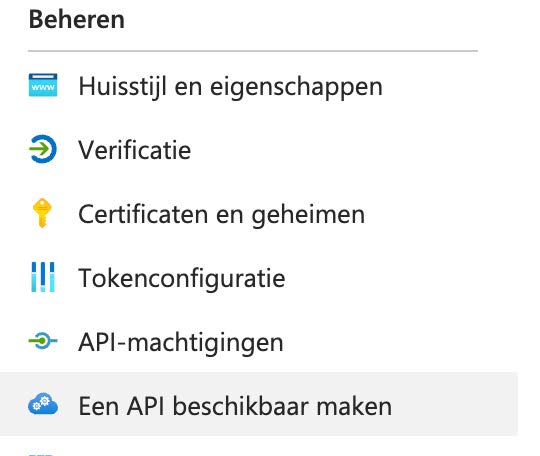 Beheren
www
Huisstijl en eigenschappen
Verificatie
Certificaten en geheimen
Tokenconfiguratie
API-machtigingen
Een API beschikbaar maken